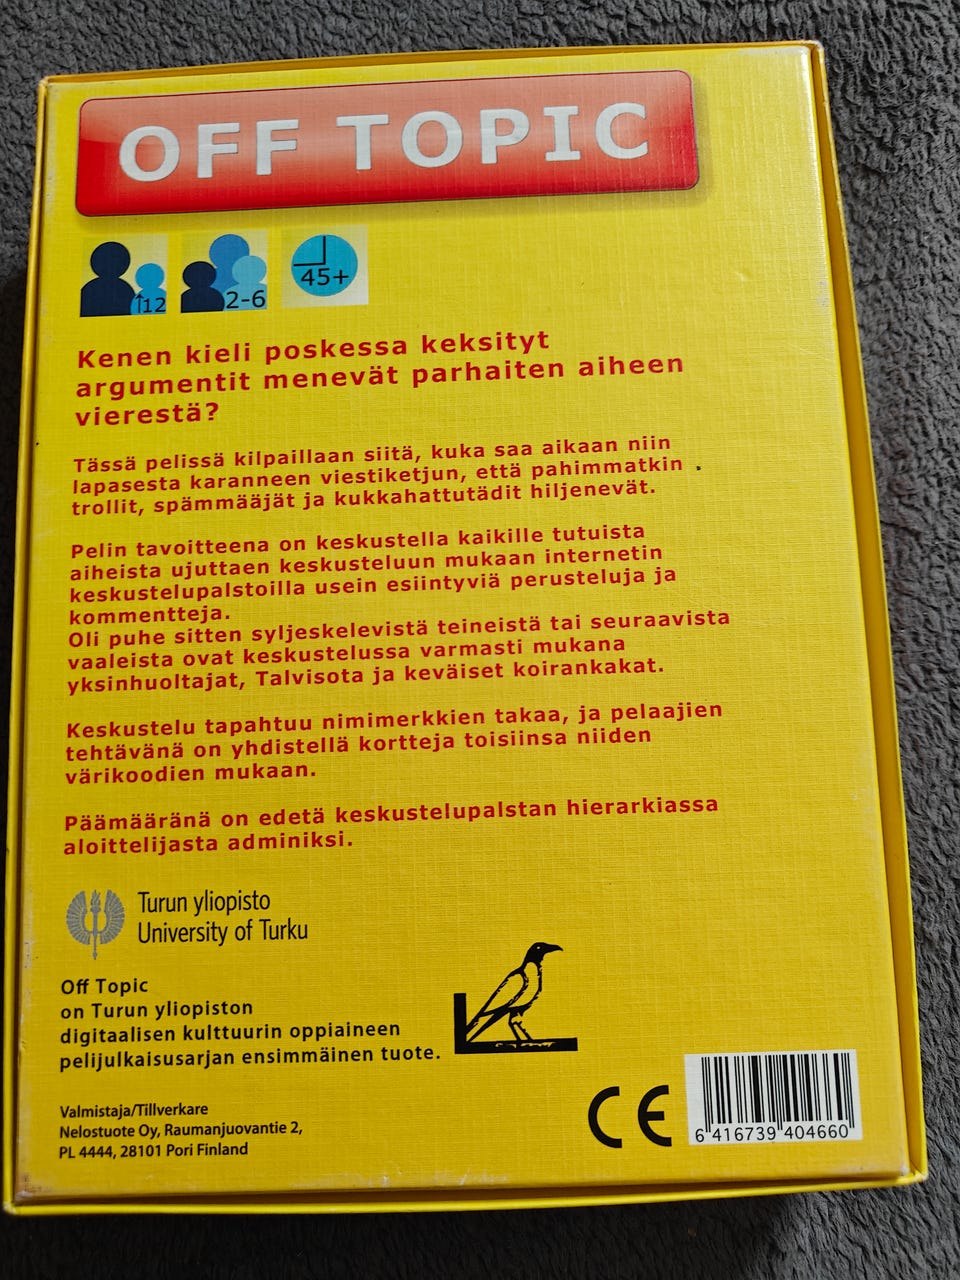 OFF TOPIC
↑12
2-6
45+
Kenen kieli poskessa keksityt
argumentit menevät parhaiten aiheen
vierestä?
Tässä pelissä kilpaillaan siitä, kuka saa aikaan niin
lapasesta karanneen viestiketjun, että pahimmatkin
trollit, spämmääjät ja kukkahattutädit hiljenevät.
Pelin tavoitteena on keskustella kaikille tutuista
aiheista ujuttaen keskusteluun mukaan internetin
keskustelupalstoilla usein esiintyviä perusteluja ja
kommentteja.
Oli puhe sitten syljeskelevistä teineistä tai seuraavista
vaaleista ovat keskustelussa varmasti mukana
yksinhuoltajat, Talvisota ja keväiset koirankakat.
Keskustelu tapahtuu nimimerkkien takaa, ja pelaajien
tehtävänä on yhdistellä kortteja toisiinsa niiden
värikoodien mukaan.
Päämääränä on edetä keskustelupalstan hierarkiassa
aloittelijasta adminiksi.
Turun yliopisto
University of Turku
Off Topic
on Turun yliopiston
digitaalisen kulttuurin oppiaineen
pelijulkaisusarjan ensimmäinen tuote.
Valmistaja/Tillverkare
Nelostuote Oy, Raumanjuovantie 2,
PL 4444, 28101 Pori Finland
CE
6 416739 404660